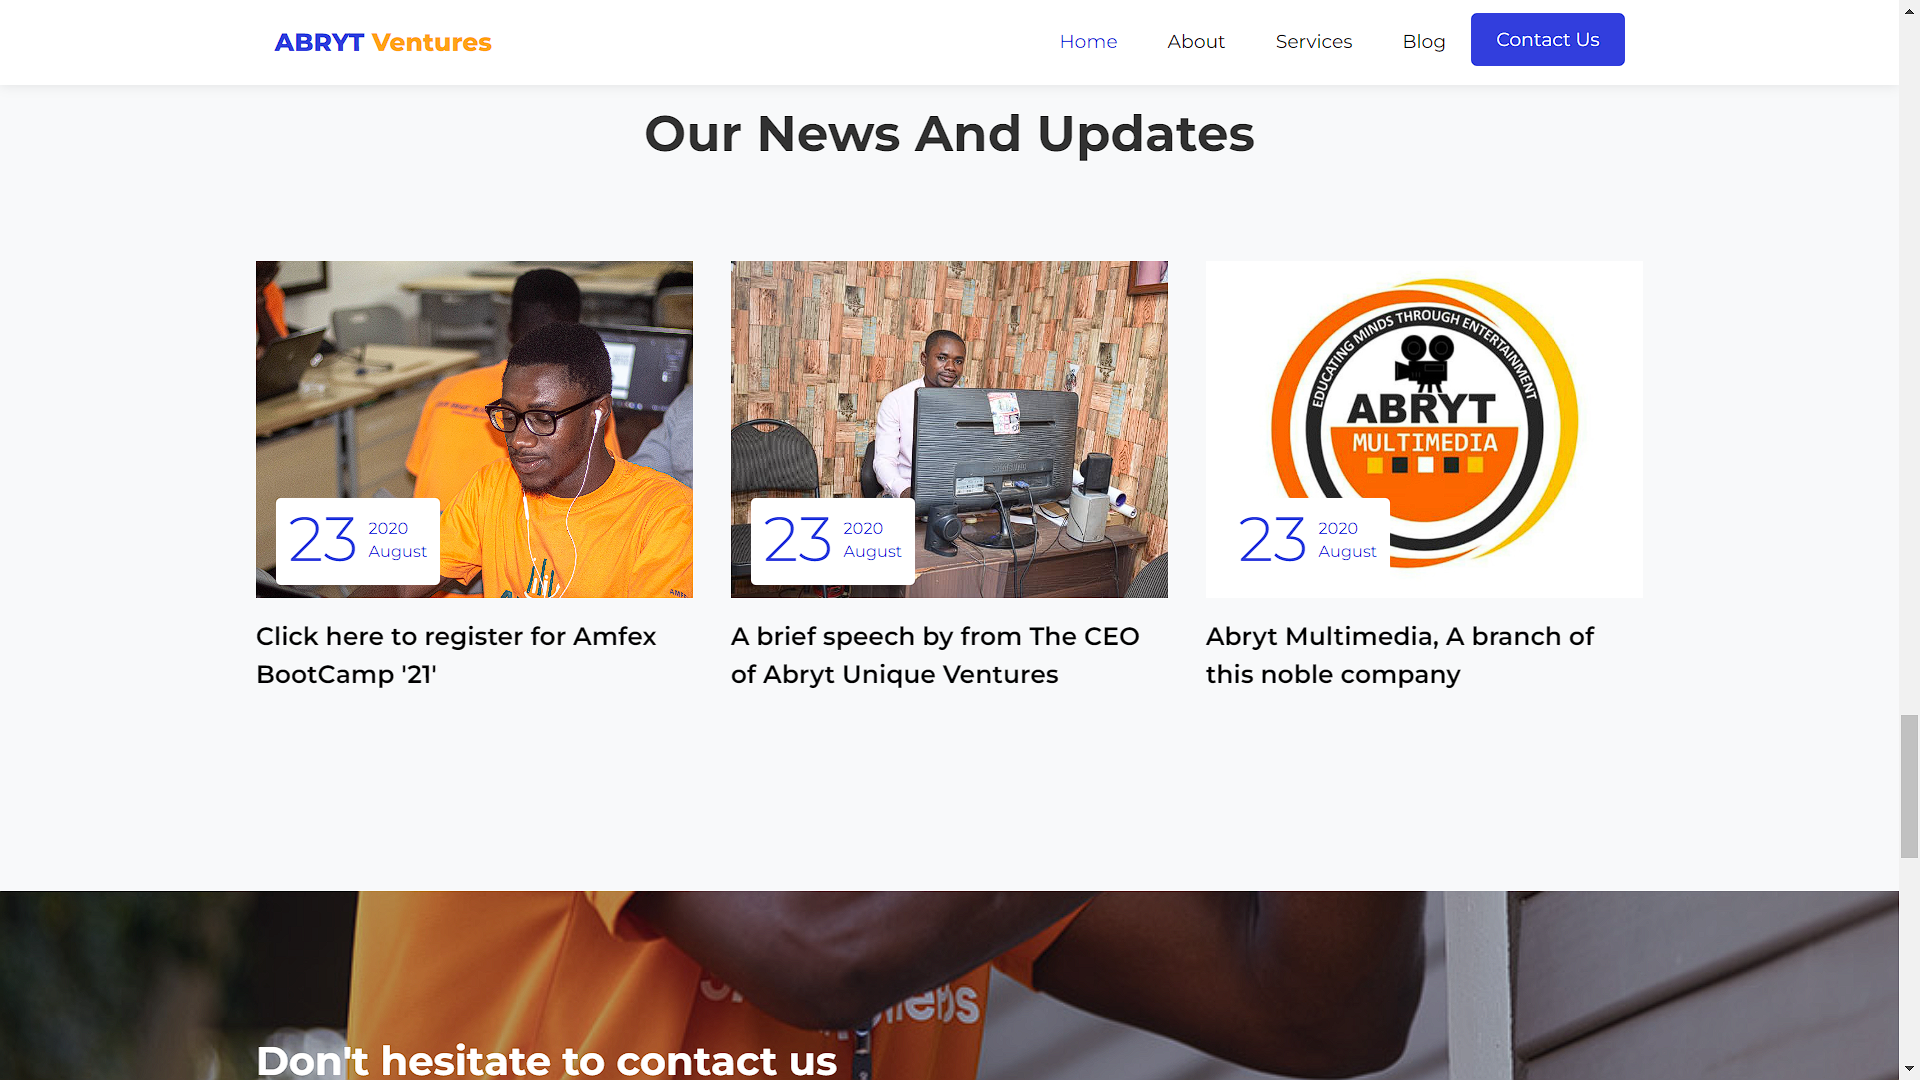 ABRYT Ventures
Home
About
Services
Blog
Contact Us
Our News And Updates
EDUCATING MINDS THROUGH ENTERTAINMENT
ABRYT
MULTIMEDIA
23 2020 August
23 2020 August
23 2020 August
Click here to register for Amfex
BootCamp '21'
A brief speech by from The CEO
of Abryt Unique Ventures
Abryt Multimedia, A branch of
this noble company
Don't hesitate to contact us